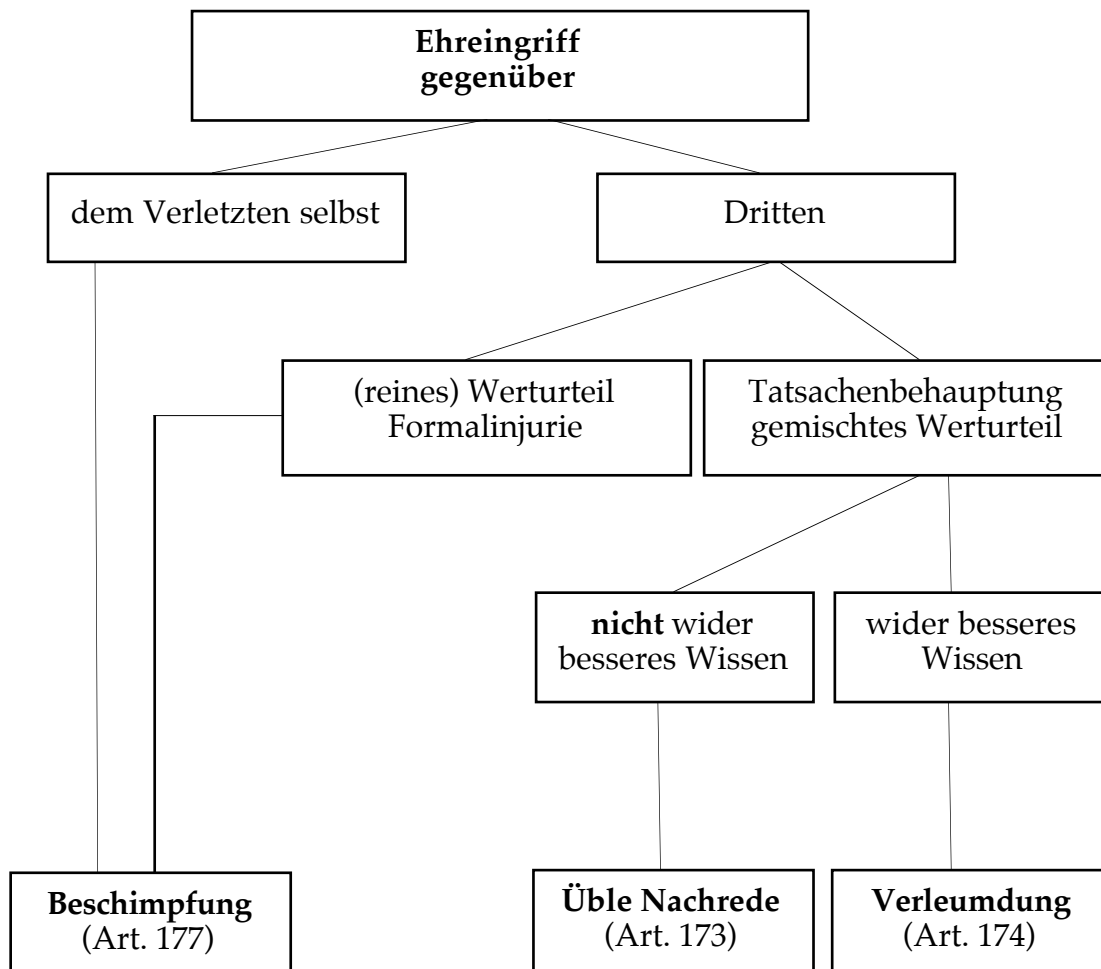 Ehreingriff
gegenüber
dem Verletzten selbst
Dritten
(reines) Werturteil
Formalinjurie
Tatsachenbehauptung
gemischtes Werturteil
nicht wider
besseres Wissen
wider besseres
Wissen
Beschimpfung
(Art. 177)
Üble Nachrede
(Art. 173)
Verleumdung
(Art. 174)